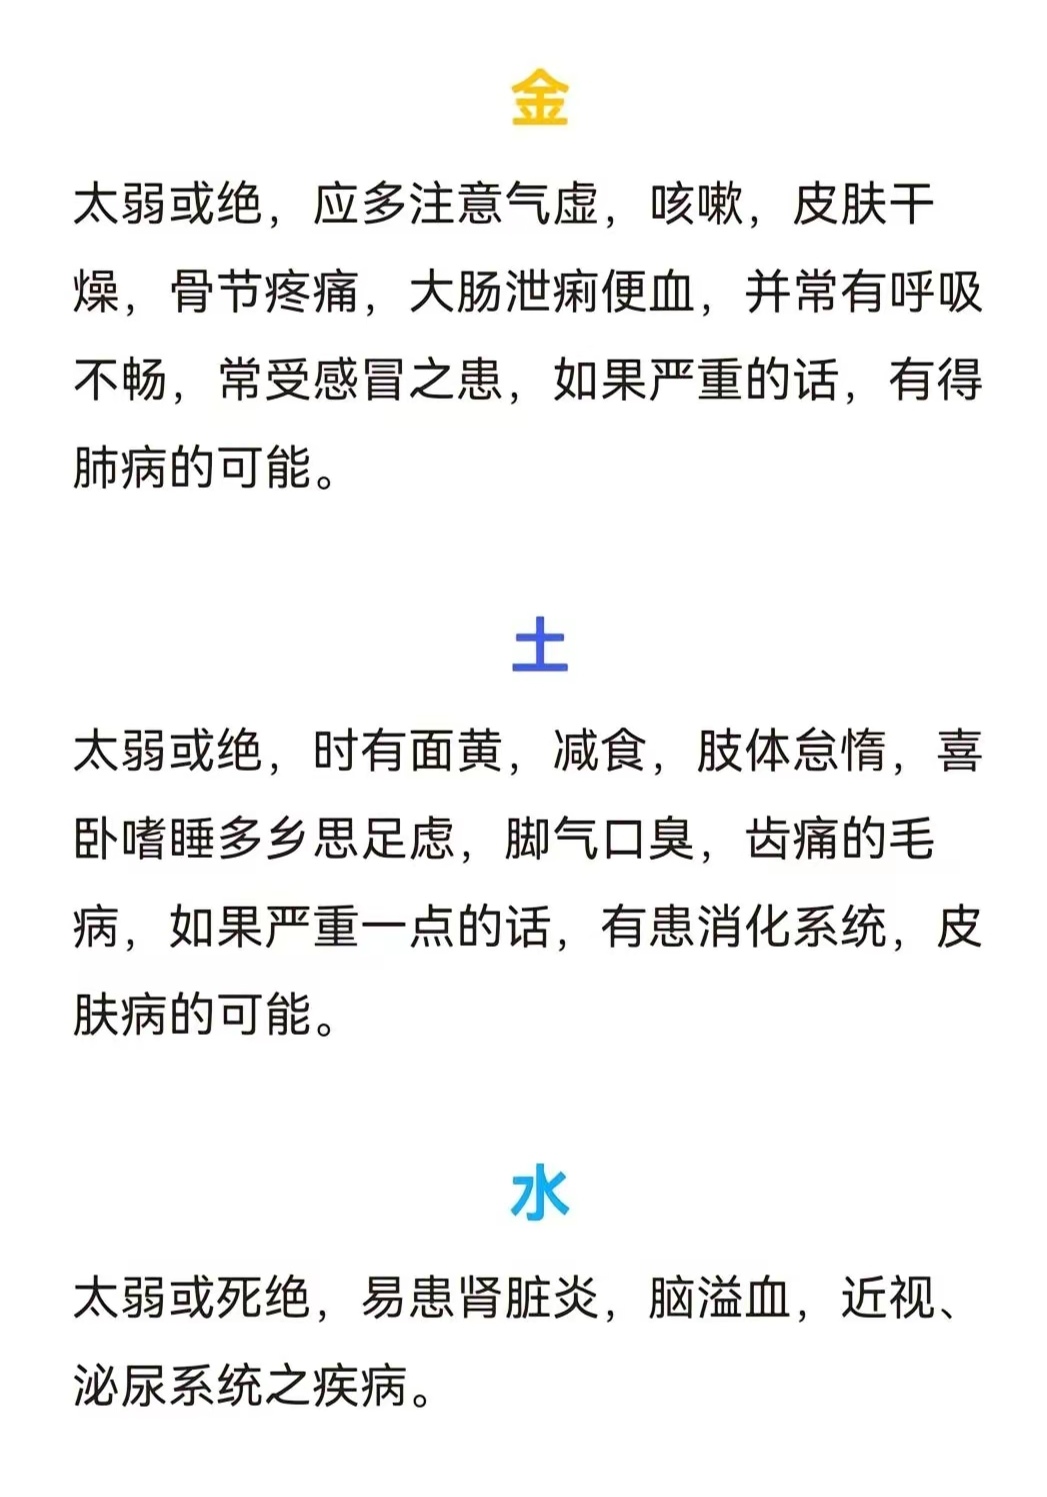 金
太弱或绝，应多注意气虚，咳嗽，皮肤干
燥，骨节疼痛，大肠泄痢便血，并常有呼吸
不畅，常受感冒之患，如果严重的话，有得
肺病的可能。
土
太弱或绝，时有面黄，减食，肢体怠惰，喜
卧嗜睡多乡思足虑，脚气口臭，齿痛的毛
病，如果严重一点的话，有患消化系统，皮
肤病的可能。
水
太弱或死绝，易患肾脏炎，脑溢血，近视、
泌尿系统之疾病。